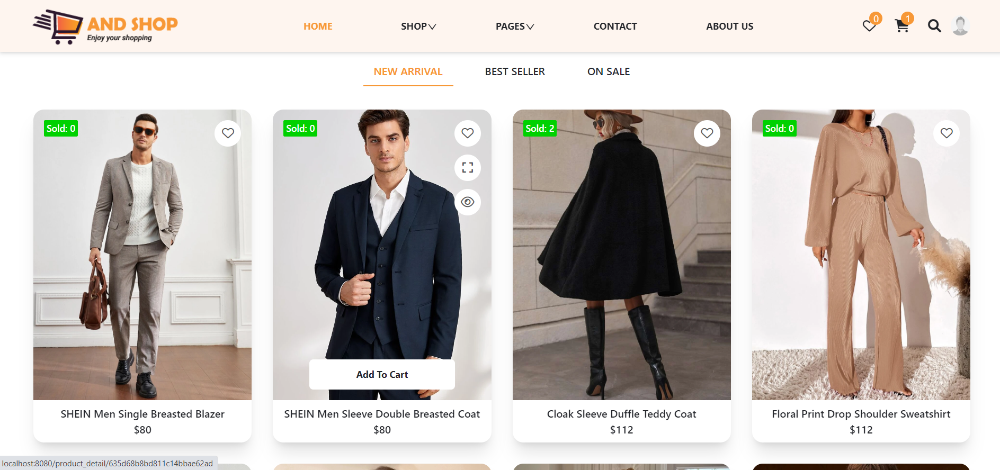 AND SHOP
Enjoy your shopping
HOME
SHOP
PAGES
CONTACT
ABOUT US
0
1
NEW ARRIVAL
BEST SELLER
ON SALE
Sold: 0
Sold: 0
Sold: 2
Sold: 0
Add To Cart
SHEIN Men Single Breasted Blazer
$80
SHEIN Men Sleeve Double Breasted Coat
$80
Cloak Sleeve Duffle Teddy Coat
$112
Floral Print Drop Shoulder Sweatshirt
$112
localhost:8080/product_detail/635d68b8bd811c14bbae62ad